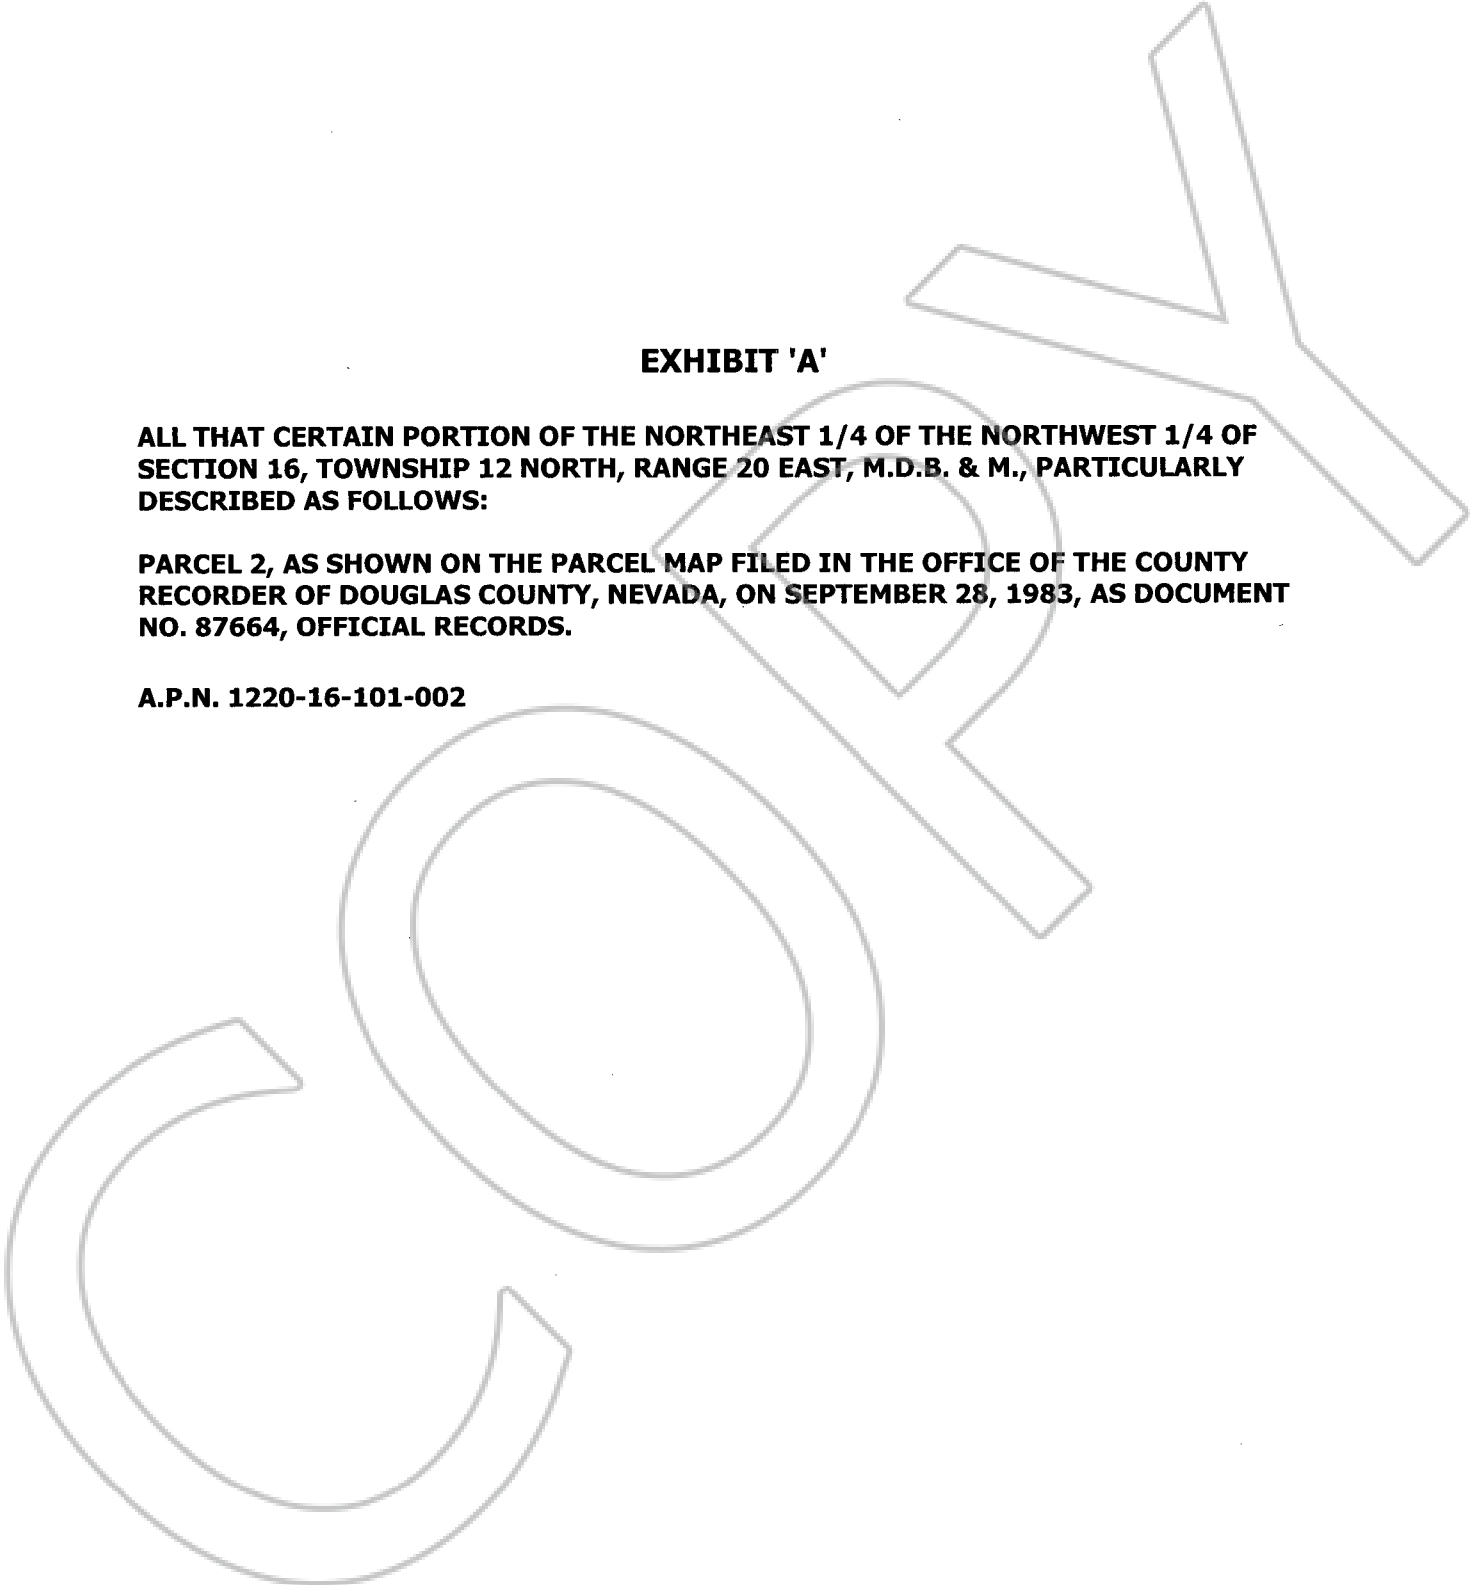 EXHIBIT 'A'
ALL THAT CERTAIN PORTION OF THE NORTHEAST 1/4 OF THE NORTHWEST 1/4 OF
SECTION 16, TOWNSHIP 12 NORTH, RANGE 20 EAST, M.D.B. & M., PARTICULARLY
DESCRIBED AS FOLLOWS:
PARCEL 2, AS SHOWN ON THE PARCEL MAP FILED IN THE OFFICE OF THE COUNTY
RECORDER OF DOUGLAS COUNTY, NEVADA, ON SEPTEMBER 28, 1983, AS DOCUMENT
NO. 87664, OFFICIAL RECORDS.
A.P.N. 1220-16-101-002
COPY